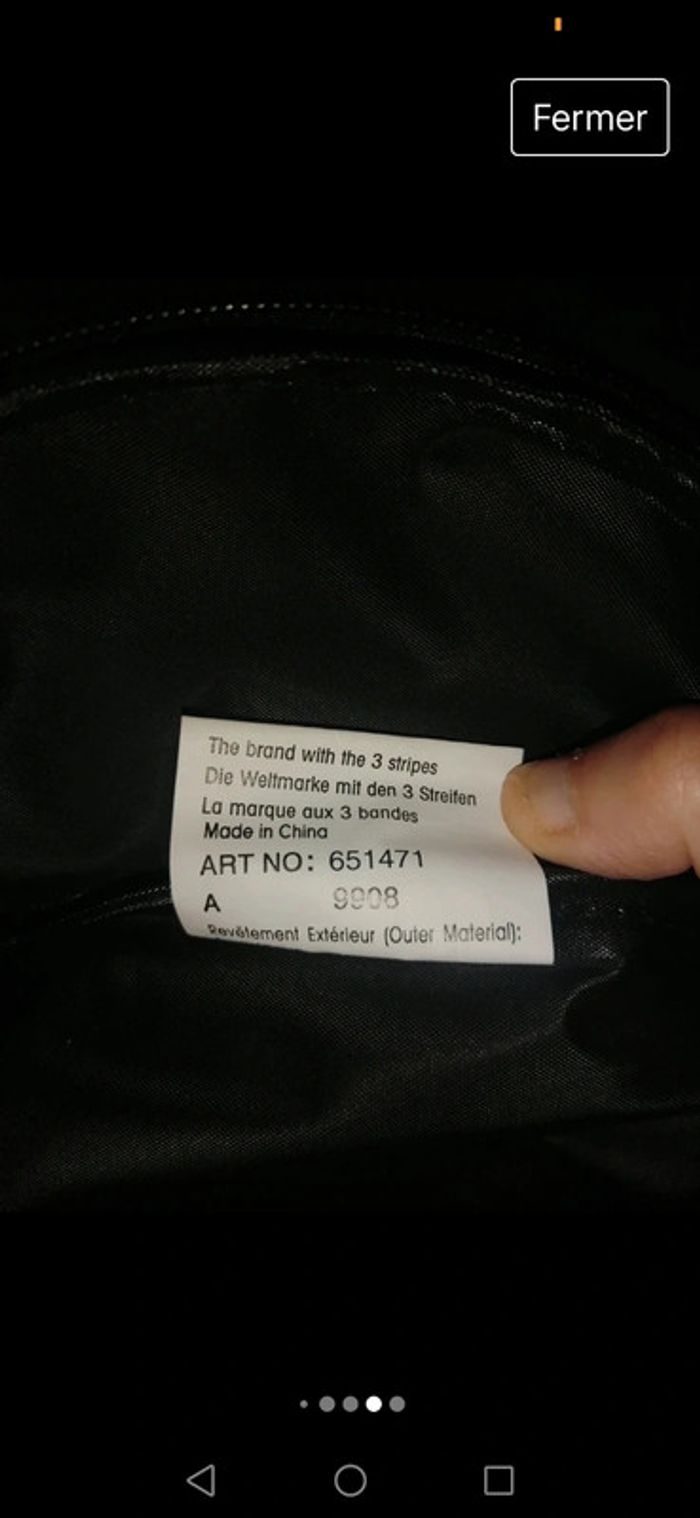 Fermer
The brand with the 3 stripes
Die Weltmarke mit den 3 Streifen
La marque aux 3 bandes
Made in China
ART NO: 651471
A 9908
Revêtement Extérieur (Outer Material):